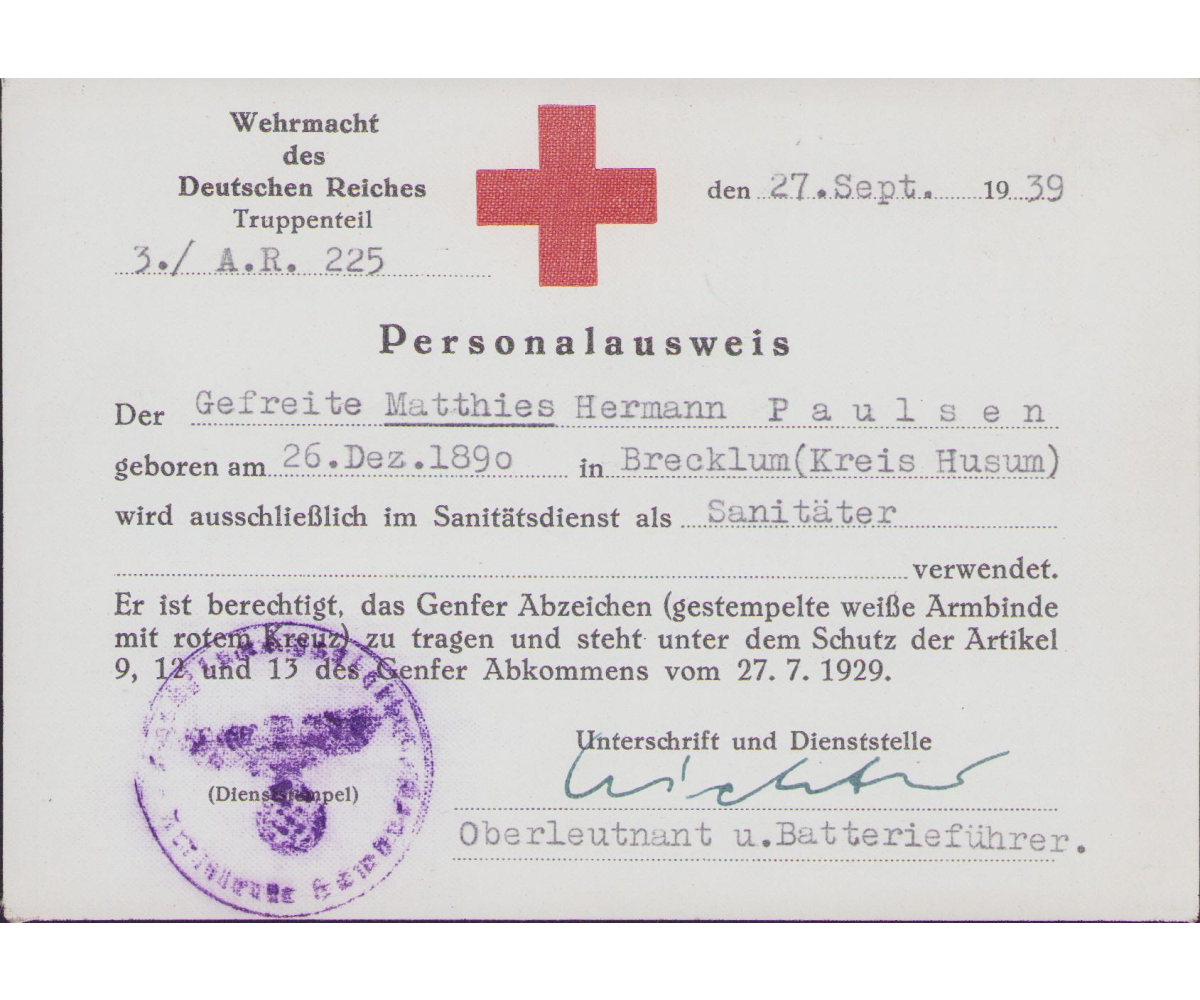 Wehrmacht
des
Deutschen Reiches
Truppenteil
3./ A.R. 225
den 27.Sept. 1939
Personalausweis
Der Gefreite Matthies Hermann Paulsen
geboren am 26.Dez.1890 in Brecklum(Kreis Husum)
wird ausschließlich im Sanitätsdienst als Sanitäter
verwendet.
Er ist berechtigt, das Genfer Abzeichen (gestempelte weiße Armbinde
mit rotem Kreuz) zu tragen und steht unter dem Schutz der Artikel
9, 12 und 13 des Genfer Abkommens vom 27. 7. 1929.
Unterschrift und Dienststelle
(Dienststempel)
Oberleutnant u.Batterieführer.